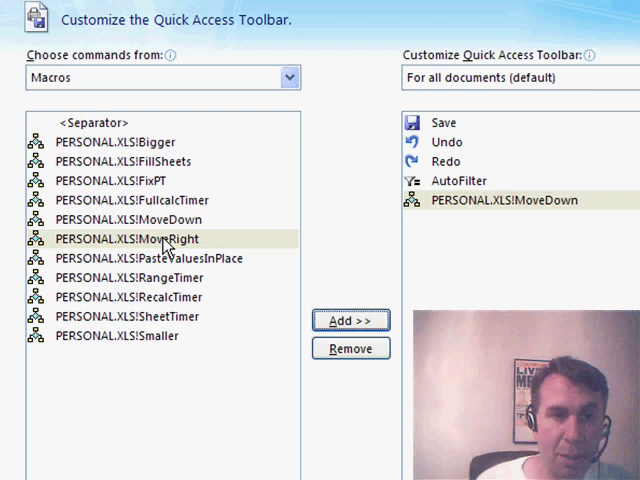 Customize the Quick Access Toolbar.
Choose commands from:
Macros
<Separator>
PERSONAL.XLS!Bigger
PERSONAL.XLS!FillSheets
PERSONAL.XLS!FixPT
PERSONAL.XLS!FullcalcTimer
PERSONAL.XLS!MoveDown
PERSONAL.XLS!MoveRight
PERSONAL.XLS!PasteValuesInPlace
PERSONAL.XLS!RangeTimer
PERSONAL.XLS!RecalcTimer
PERSONAL.XLS!SheetTimer
PERSONAL.XLS!Smaller
Add >>
Remove
Customize Quick Access Toolbar:
For all documents (default)
Save
Undo
Redo
AutoFilter
PERSONAL.XLS!MoveDown